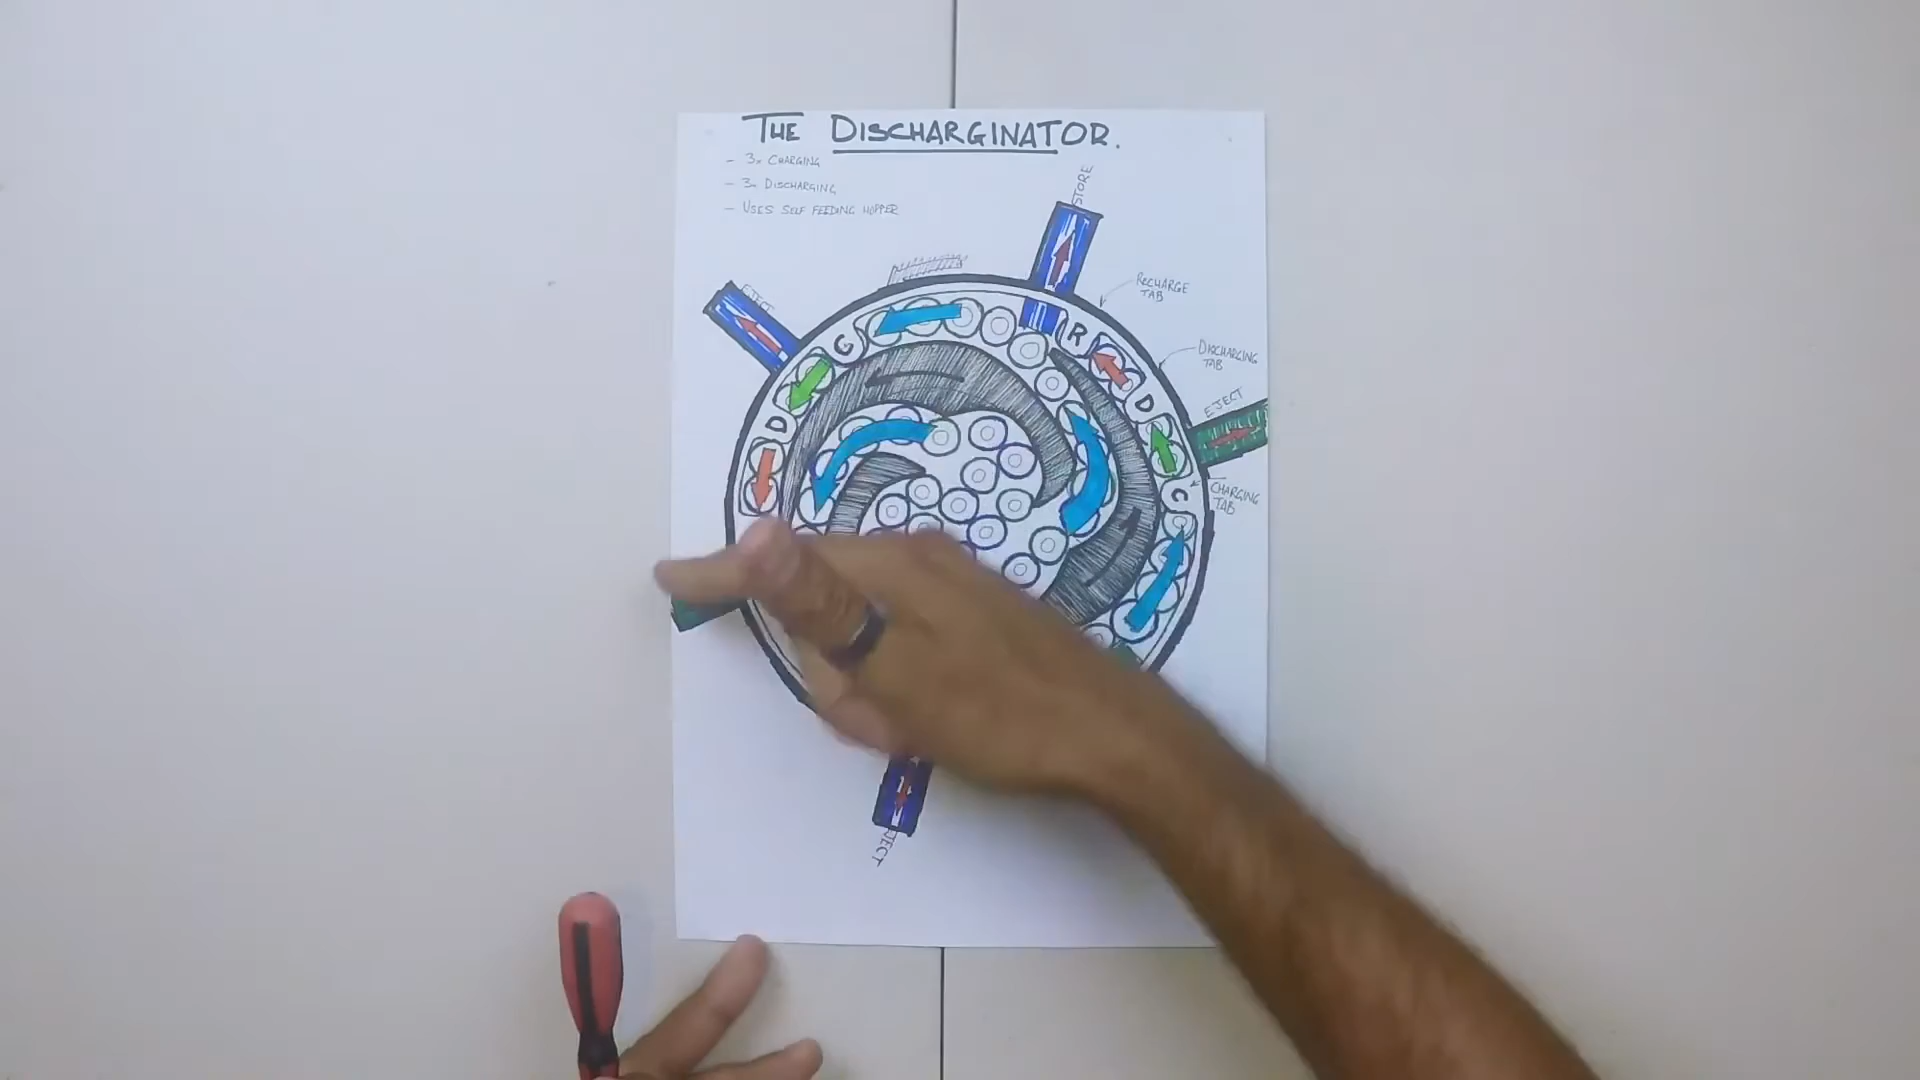 THE DISCHARGINATOR.
- 3x CHARGING
- 3x DISCHARGING
- USES SELF FEEDING HOPPER
STORE
RECHARGE
TAB
EJECT
R
C
DISCHARGING
TAB
D
EJECT
D
C
CHARGING
TAB
EJECT